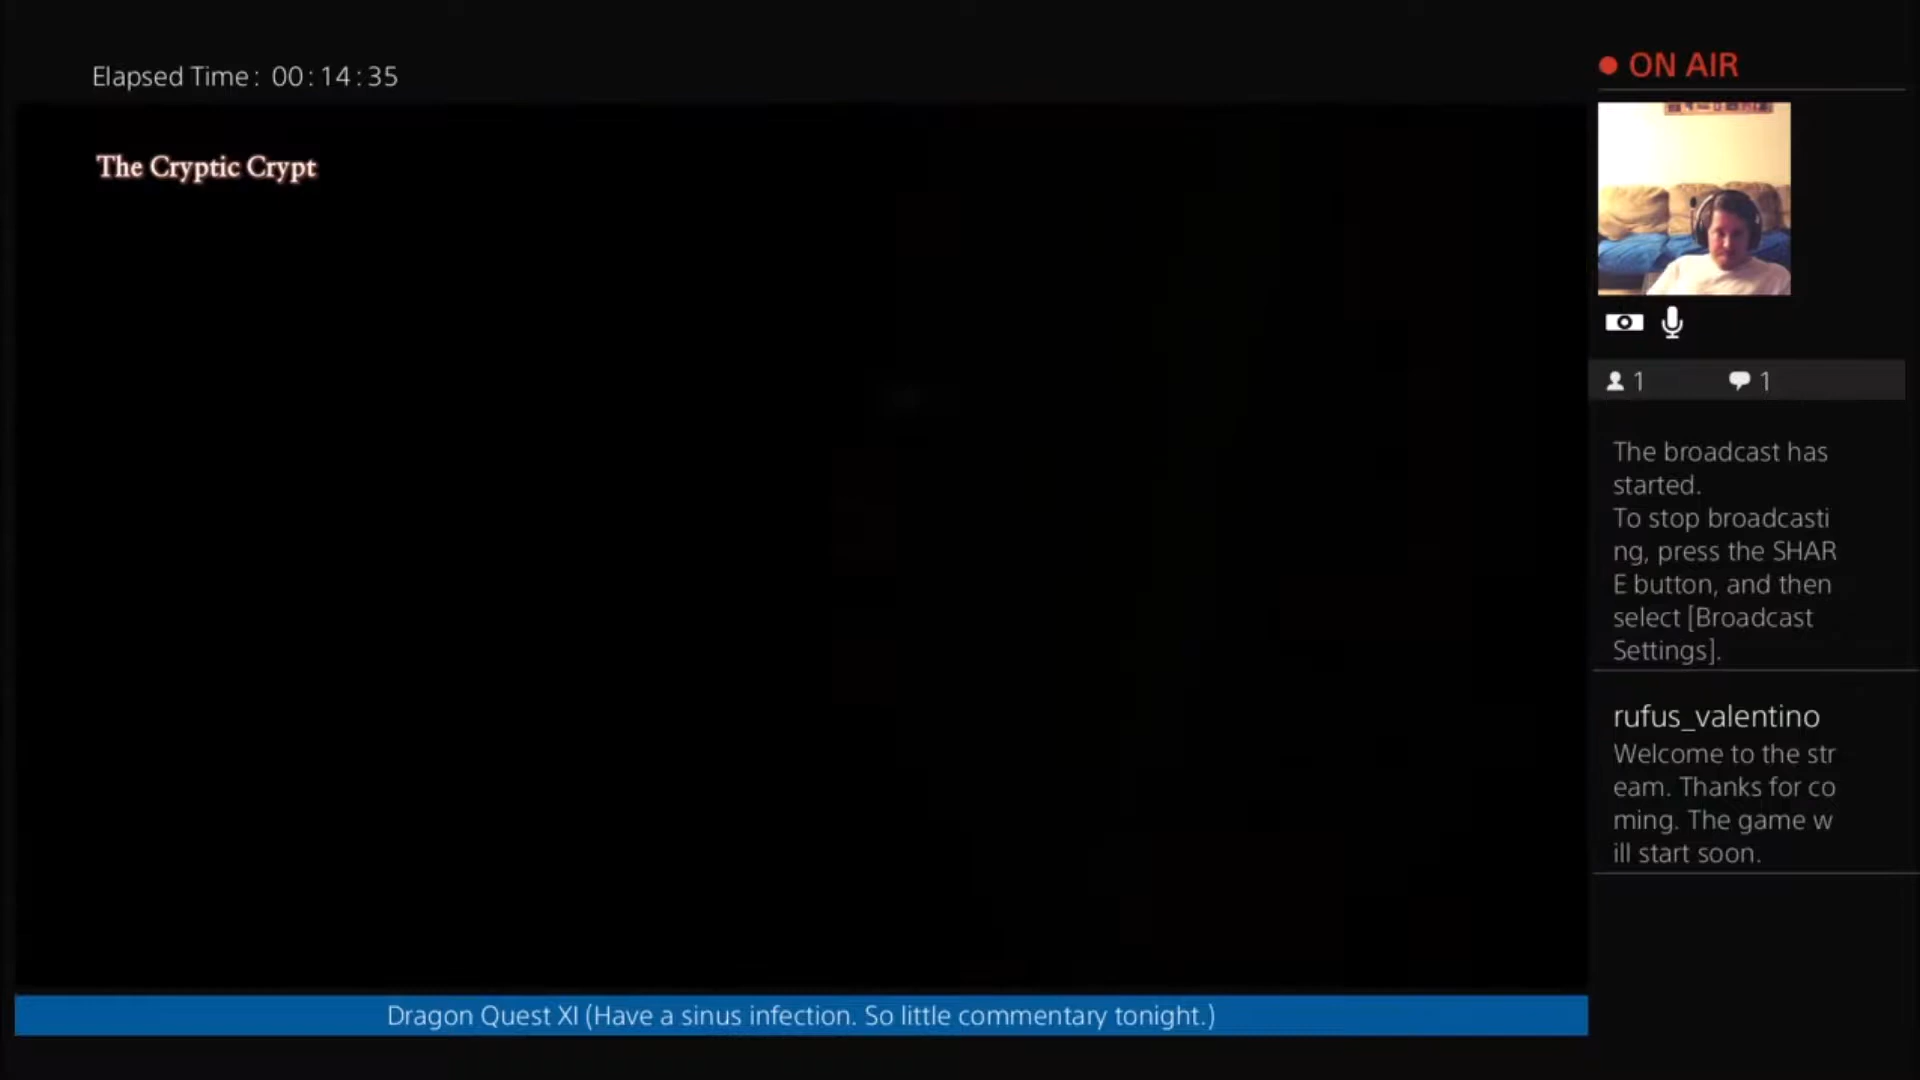 Elapsed Time: 00:14:35
ON AIR
The Cryptic Crypt
1
1
The broadcast has
started.
To stop broadcasti
ng, press the SHAR
E button, and then
select [Broadcast
Settings].
rufus_valentino
Welcome to the str
eam. Thanks for co
ming. The game w
ill start soon.
Dragon Quest XI (Have a sinus infection. So little commentary tonight.)